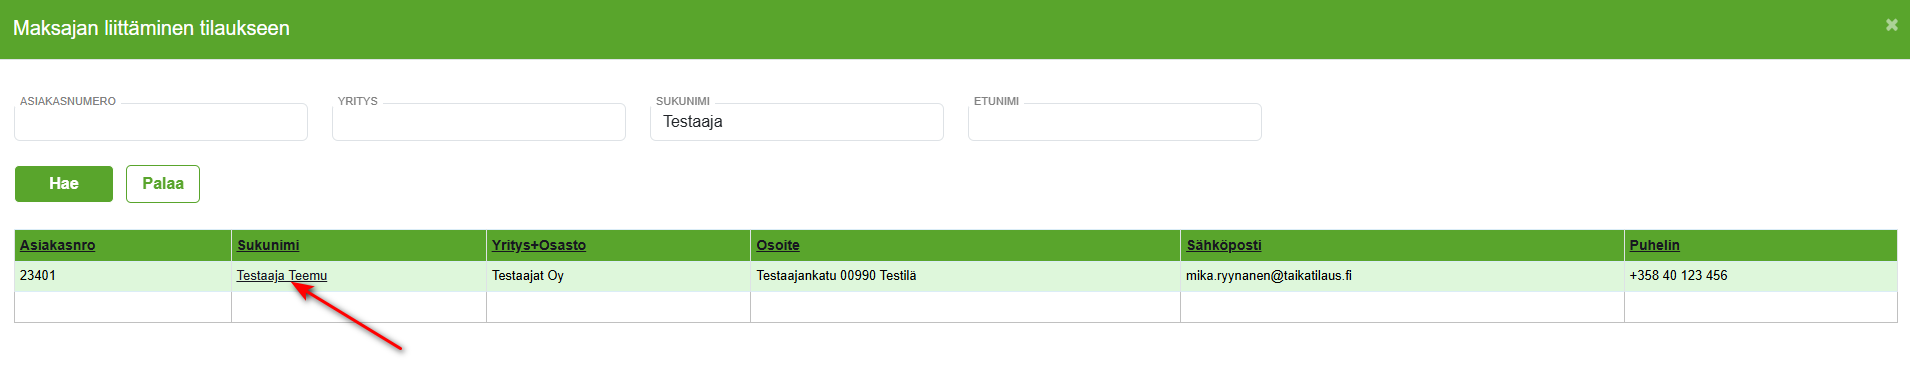 Maksajan liittäminen tilaukseen
ASIAKASNUMERO YRITYS SUKUNIMI ETUNIMI
Testaaja
Hae Palaa
Asiakasnro Sukunimi Yritys+Osasto Osoite Sähköposti Puhelin
23401 Testaaja Teemu Testaajat Oy Testaajankatu 00990 Testilä mika.ryynanen@taikatilaus.fi +358 40 123 456